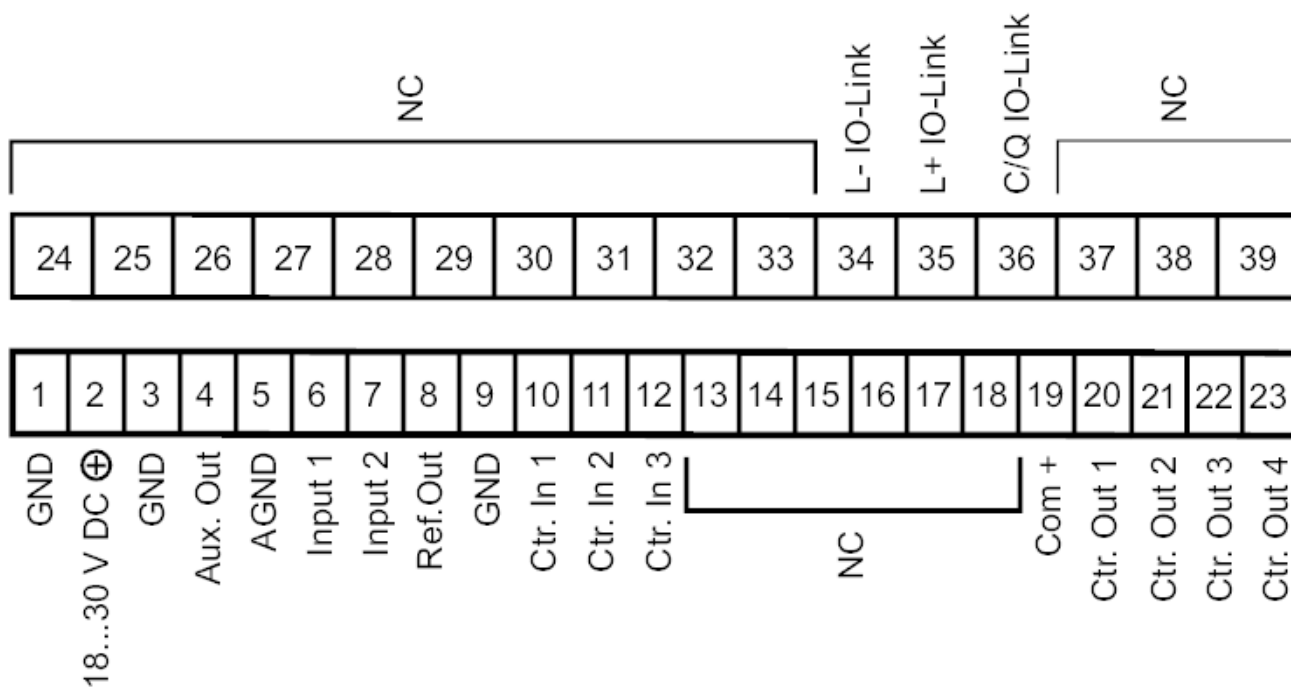 NC
L- IO-Link
L+ IO-Link
C/Q IO-Link
NC
24 25 26 27 28 29 30 31 32 33 34 35 36 37 38 39
1 2 3 4 5 6 7 8 9 10 11 12 13 14 15 16 17 18 19 20 21 22 23
GND
18...30 V DC ⊕
GND
Aux. Out
AGND
Input 1
Input 2
Ref.Out
GND
Ctr. In 1
Ctr. In 2
Ctr. In 3
NC
Com +
Ctr. Out 1
Ctr. Out 2
Ctr. Out 3
Ctr. Out 4